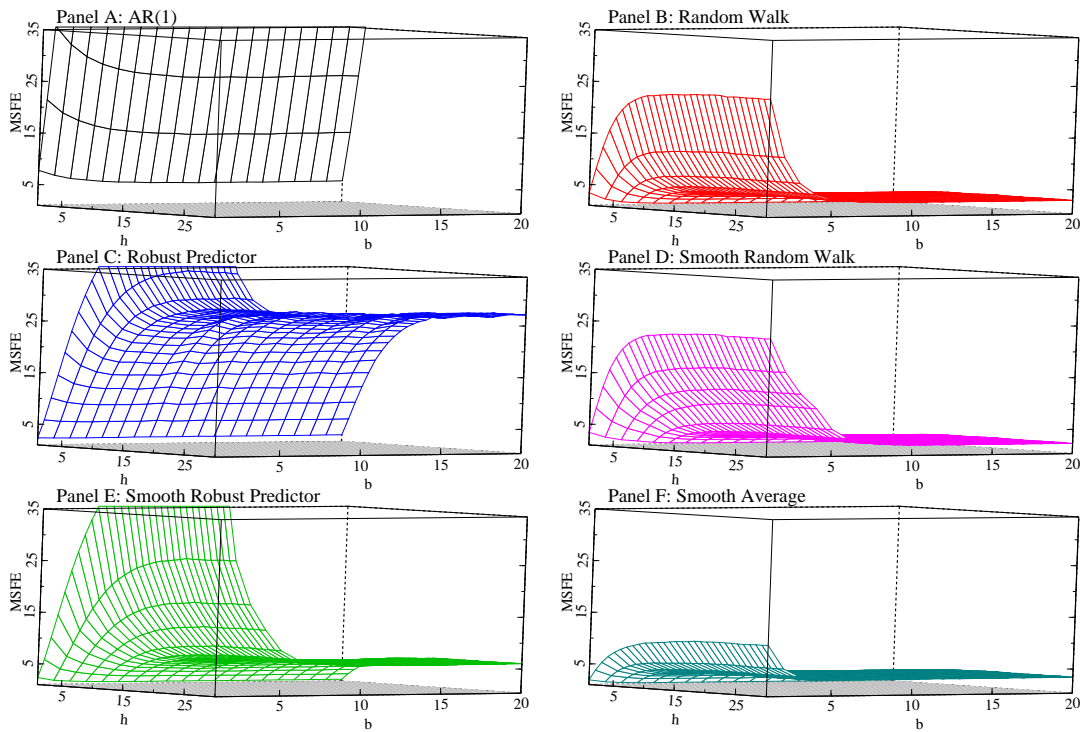 Panel A: AR(1)
35
25
15
5
MSFE
5 15 25
h
5 10 15 20
b
Panel B: Random Walk
35
25
15
5
MSFE
5 15 25
h
5 10 15 20
b
Panel C: Robust Predictor
35
25
15
5
MSFE
5 15 25
h
5 10 15 20
b
Panel D: Smooth Random Walk
35
25
15
5
MSFE
5 15 25
h
5 10 15 20
b
Panel E: Smooth Robust Predictor
35
25
15
5
MSFE
5 15 25
h
5 10 15 20
b
Panel F: Smooth Average
35
25
15
5
MSFE
5 15 25
h
5 10 15 20
b